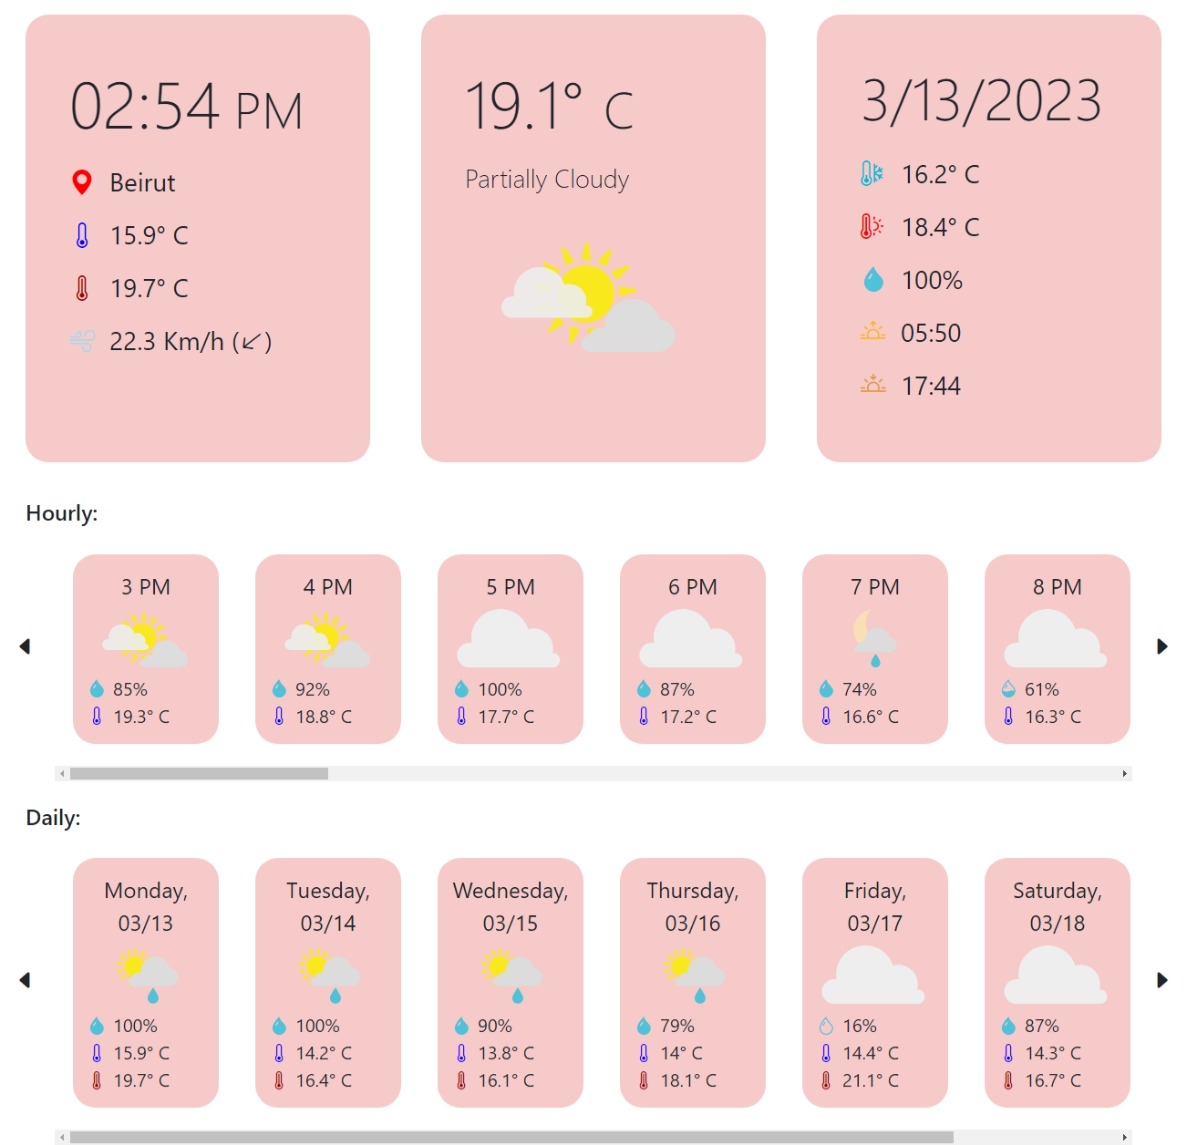 02:54 PM
Beirut
15.9° C
19.7° C
22.3 Km/h (↙)
19.1° C
Partially Cloudy
3/13/2023
16.2° C
18.4° C
100%
05:50
17:44
Hourly:
3 PM
85%
19.3° C
4 PM
92%
18.8° C
5 PM
100%
17.7° C
6 PM
87%
17.2° C
7 PM
74%
16.6° C
8 PM
61%
16.3° C
Daily:
Monday,
03/13
100%
15.9° C
19.7° C
Tuesday,
03/14
100%
14.2° C
16.4° C
Wednesday,
03/15
90%
13.8° C
16.1° C
Thursday,
03/16
79%
14° C
18.1° C
Friday,
03/17
16%
14.4° C
21.1° C
Saturday,
03/18
87%
14.3° C
16.7° C